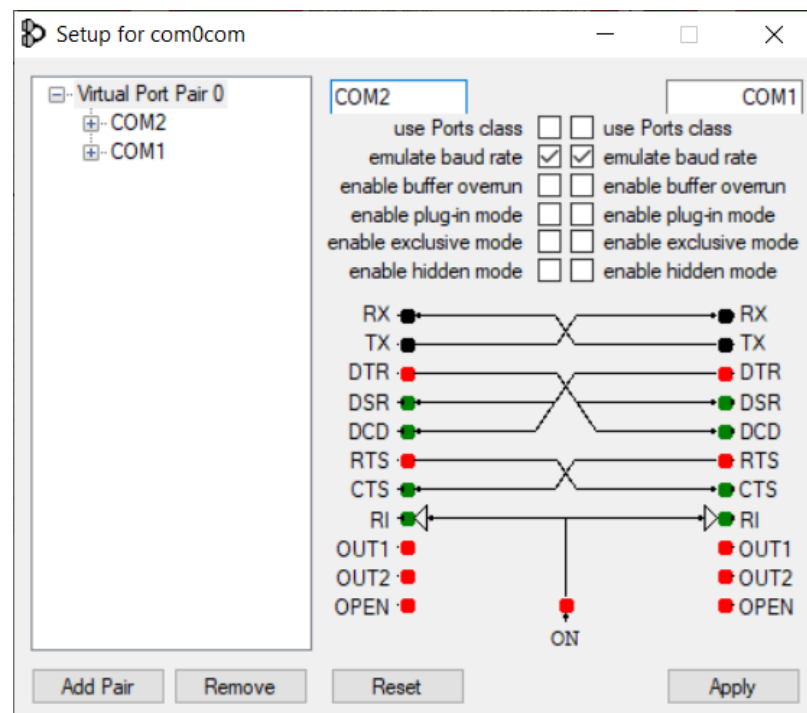 Setup for com0com
Virtual Port Pair 0
COM2
COM1
COM2 COM1
use Ports class use Ports class
emulate baud rate emulate baud rate
enable buffer overrun enable buffer overrun
enable plug-in mode enable plug-in mode
enable exclusive mode enable exclusive mode
enable hidden mode enable hidden mode
RX RX
TX TX
DTR DTR
DSR DSR
DCD DCD
RTS RTS
CTS CTS
RI RI
OUT1 OUT1
OUT2 OUT2
OPEN OPEN
ON
Add Pair Remove Reset Apply